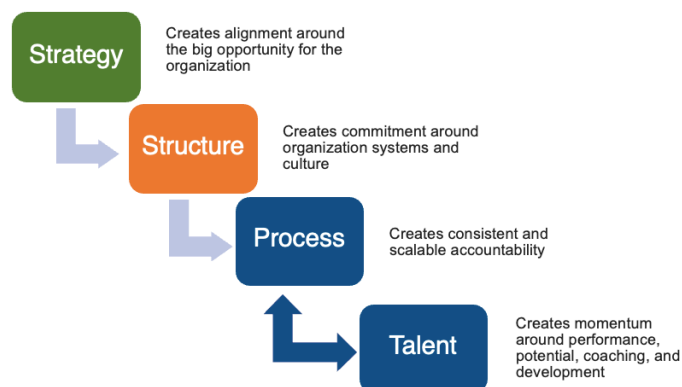 Strategy
Creates alignment around
the big opportunity for the
organization
Structure
Creates commitment around
organization systems and
culture
Process
Creates consistent and
scalable accountability
Talent
Creates momentum
around performance,
potential, coaching, and
development